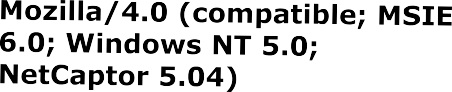 Mozilla/4.0 (compatible; MSIE
6.0; Windows NT 5.0;
NetCaptor 5.04)